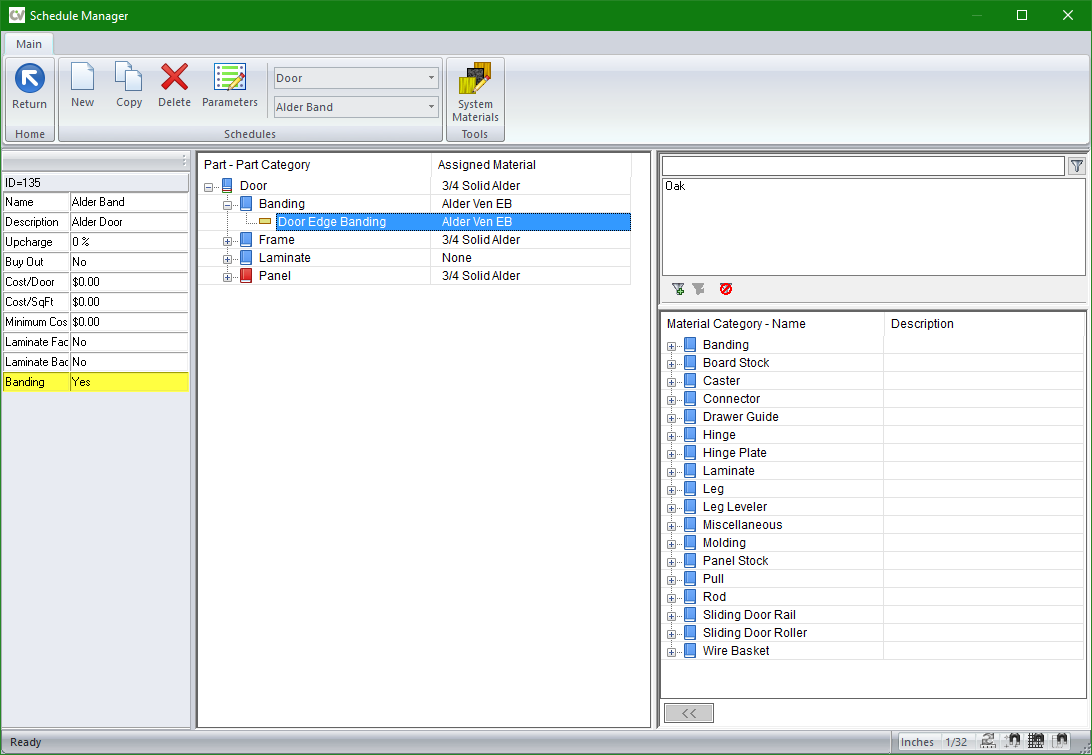 CV Schedule Manager
Main
Return
New
Copy
Delete
Parameters
Door
Alder Band
System
Materials
Home
Schedules
Tools
ID=135
Name Alder Band
Description Alder Door
Upcharge 0 %
Buy Out No
Cost/Door $0.00
Cost/SqFt $0.00
Minimum Cos $0.00
Laminate Fac No
Laminate Bac No
Banding Yes
Part - Part Category Assigned Material
Door 3/4 Solid Alder
Banding Alder Ven EB
Door Edge Banding Alder Ven EB
Frame 3/4 Solid Alder
Laminate None
Panel 3/4 Solid Alder
Oak
Material Category - Name Description
Banding
Board Stock
Caster
Connector
Drawer Guide
Hinge
Hinge Plate
Laminate
Leg
Leg Leveler
Miscellaneous
Molding
Panel Stock
Pull
Rod
Sliding Door Rail
Sliding Door Roller
Wire Basket
<<
Ready
Inches 1/32